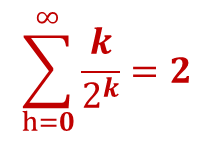 ∞
∑ k/2^k = 2
h=0